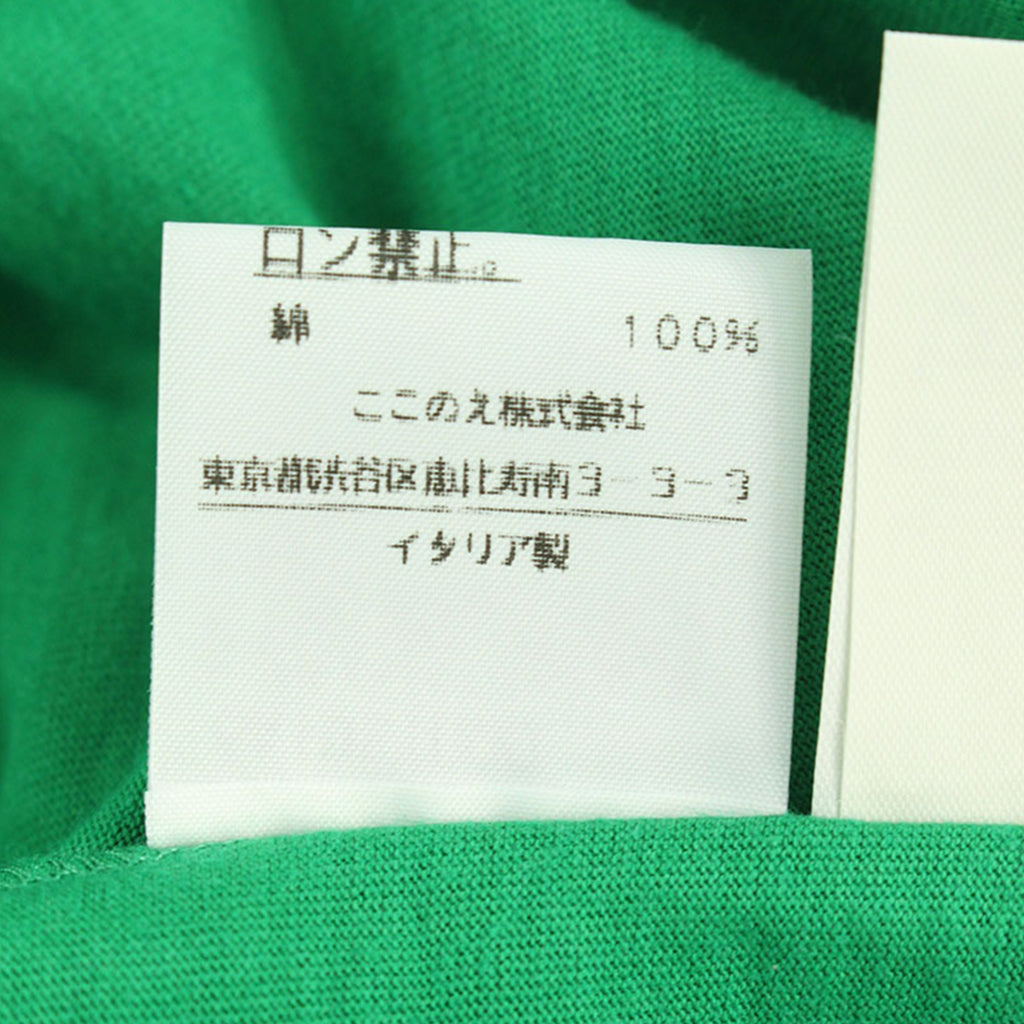 ロン禁止。
綿 100%
ここのえ株式会社
東京都渋谷区恵比寿南3-3-3
イタリア製